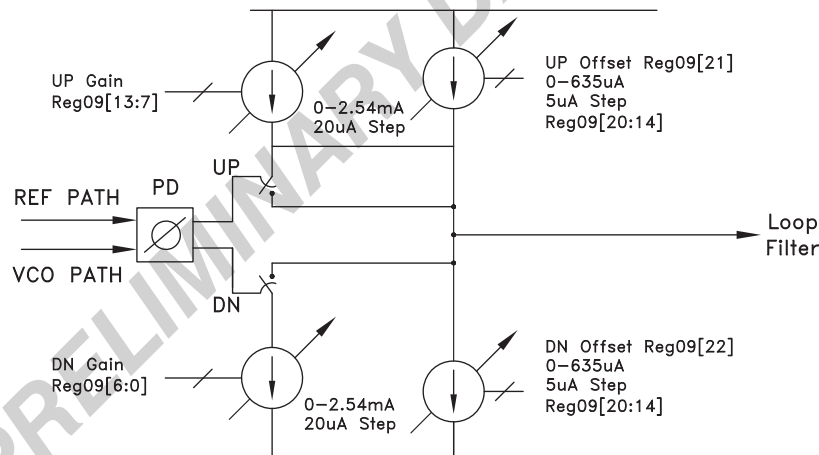 UP Gain
Reg09[13:7]
0-2.54mA
20uA Step
UP Offset Reg09[21]
0-635uA
5uA Step
Reg09[20:14]
UP
PD
REF PATH
VCO PATH
DN
Loop
Filter
DN Gain
Reg09[6:0]
0-2.54mA
20uA Step
DN Offset Reg09[22]
0-635uA
5uA Step
Reg09[20:14]
PRELIMINARY